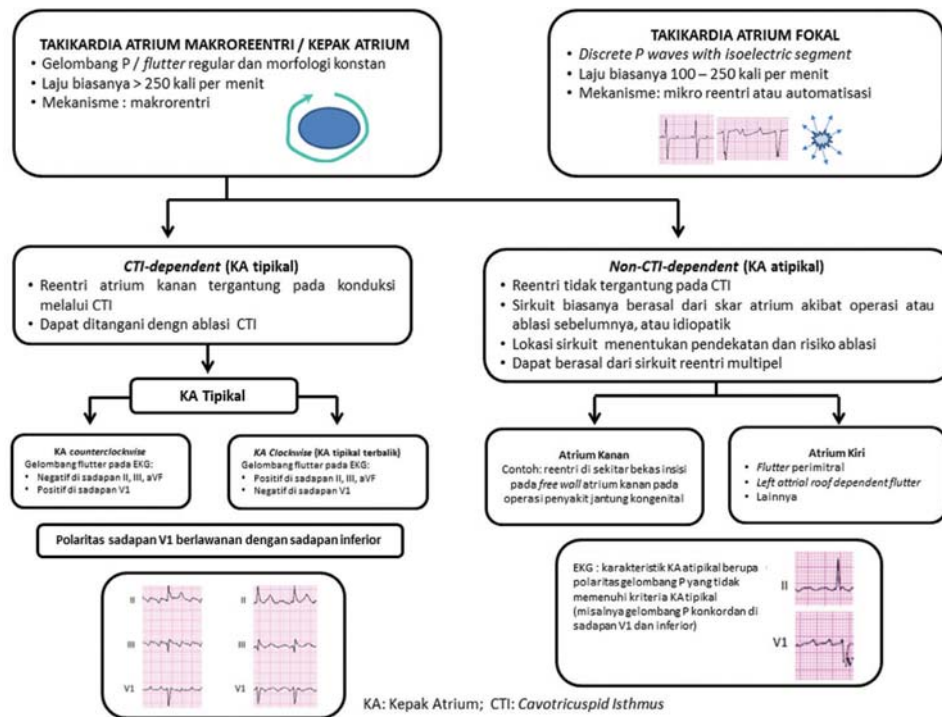 TAKIKARDIA ATRIUM MAKROREENTRI / KEPAK ATRIUM
• Gelombang P / flutter regular dan morfologi konstan
• Laju biasanya > 250 kali per menit
• Mekanisme : makrorentri
TAKIKARDIA ATRIUM FOKAL
• Discrete P waves with isoelectric segment
• Laju biasanya 100 – 250 kali per menit
• Mekanisme: mikro reentri atau automatisasi
CTI-dependent (KA tipikal)
• Reentri atrium kanan tergantung pada konduksi
melalui CTI
• Dapat ditangani dengn ablasi CTI
Non-CTI-dependent (KA atipikal)
• Reentri tidak tergantung pada CTI
• Sirkuit biasanya berasal dari skar atrium akibat operasi atau
ablasi sebelumnya, atau idiopatik
• Lokasi sirkuit menentukan pendekatan dan risiko ablasi
• Dapat berasal dari sirkuit reentri multipel
KA Tipikal
KA counterclockwise
Gelombang flutter pada EKG:
• Negatif di sadapan II, III, aVF
• Positif di sadapan V1
KA Clockwise (KA tipikal terbalik)
Gelombang flutter pada EKG:
• Positif di sadapan II, III, aVF
• Negatif di sadapan V1
Atrium Kanan
Contoh: reentri di sekitar bekas insisi
pada free wall atrium kanan pada
operasi penyakit jantung kongenital
Atrium Kiri
• Flutter perimitral
• Left attrial roof dependent flutter
• Lainnya
Polaritas sadapan V1 berlawanan dengan sadapan inferior
II
III
V1
II
III
V1
EKG : karakteristik KA atipikal berupa
polaritas gelombang P yang tidak
memenuhi kriteria KA tipikal
(misalnya gelombang P konkordan di
sadapan V1 dan inferior)
II
V1
KA: Kepak Atrium; CTI: Cavotricuspid Isthmus